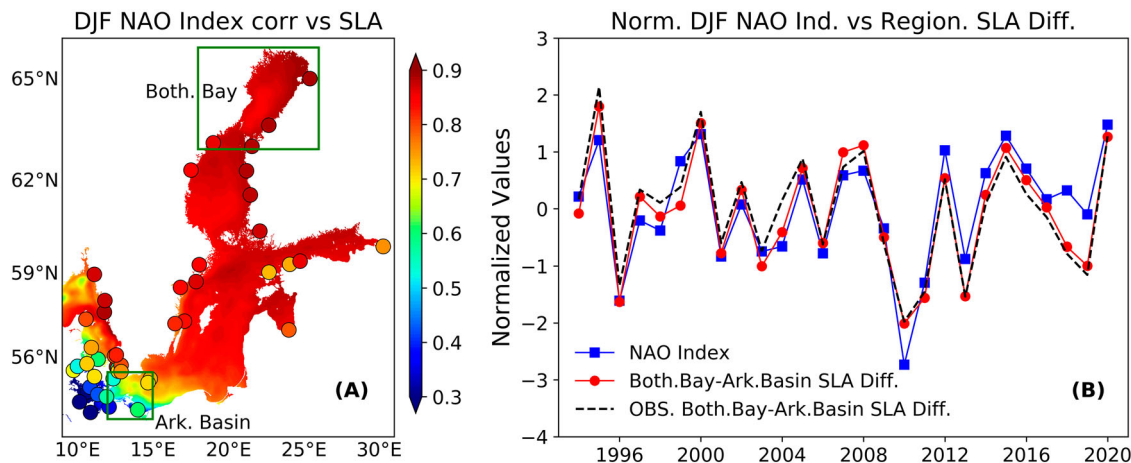 DJF NAO Index corr vs SLA
65°N
62°N
59°N
56°N
Both. Bay
(A)
Ark. Basin
10°E 15°E 20°E 25°E 30°E
0.9
0.8
0.7
0.6
0.5
0.4
0.3
Norm. DJF NAO Ind. vs Region. SLA Diff.
Normalized Values
3
2
1
0
−1
−2
−3
−4
NAO Index
Both.Bay-Ark.Basin SLA Diff.
OBS. Both.Bay-Ark.Basin SLA Diff.
(B)
1996 2000 2004 2008 2012 2016 2020